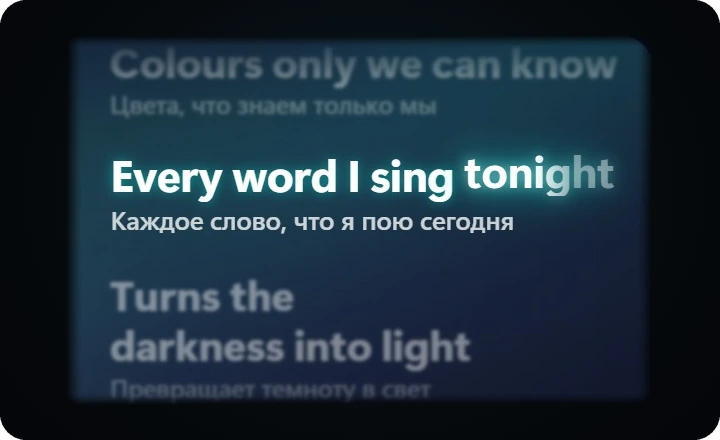 Colours only we can know
Цвета, что знаем только мы
Every word I sing tonight
Каждое слово, что я пою сегодня
Turns the
darkness into light
Превращает темноту в свет